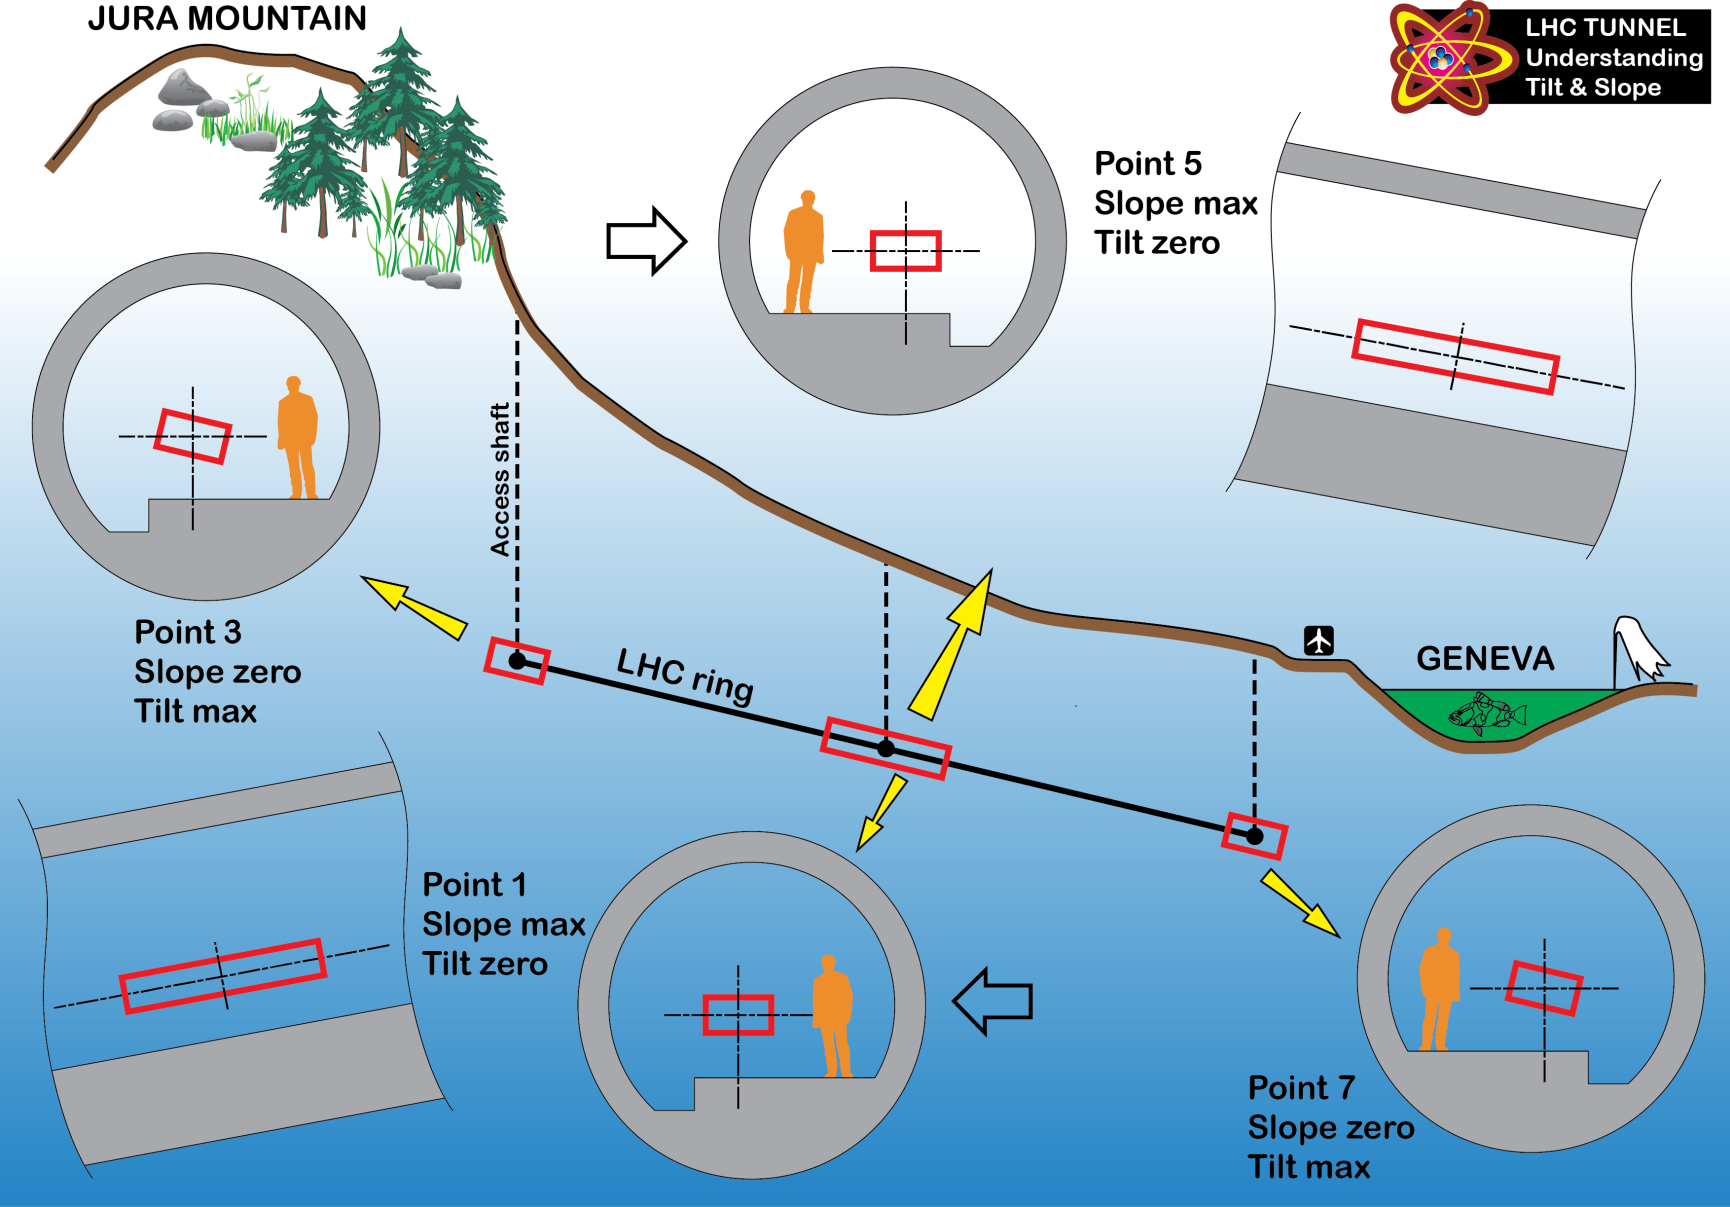 JURA MOUNTAIN
LHC TUNNEL
Understanding
Tilt & Slope
Point 5
Slope max
Tilt zero
Access shaft
Point 3
Slope zero
Tilt max
LHC ring
GENEVA
Point 1
Slope max
Tilt zero
Point 7
Slope zero
Tilt max